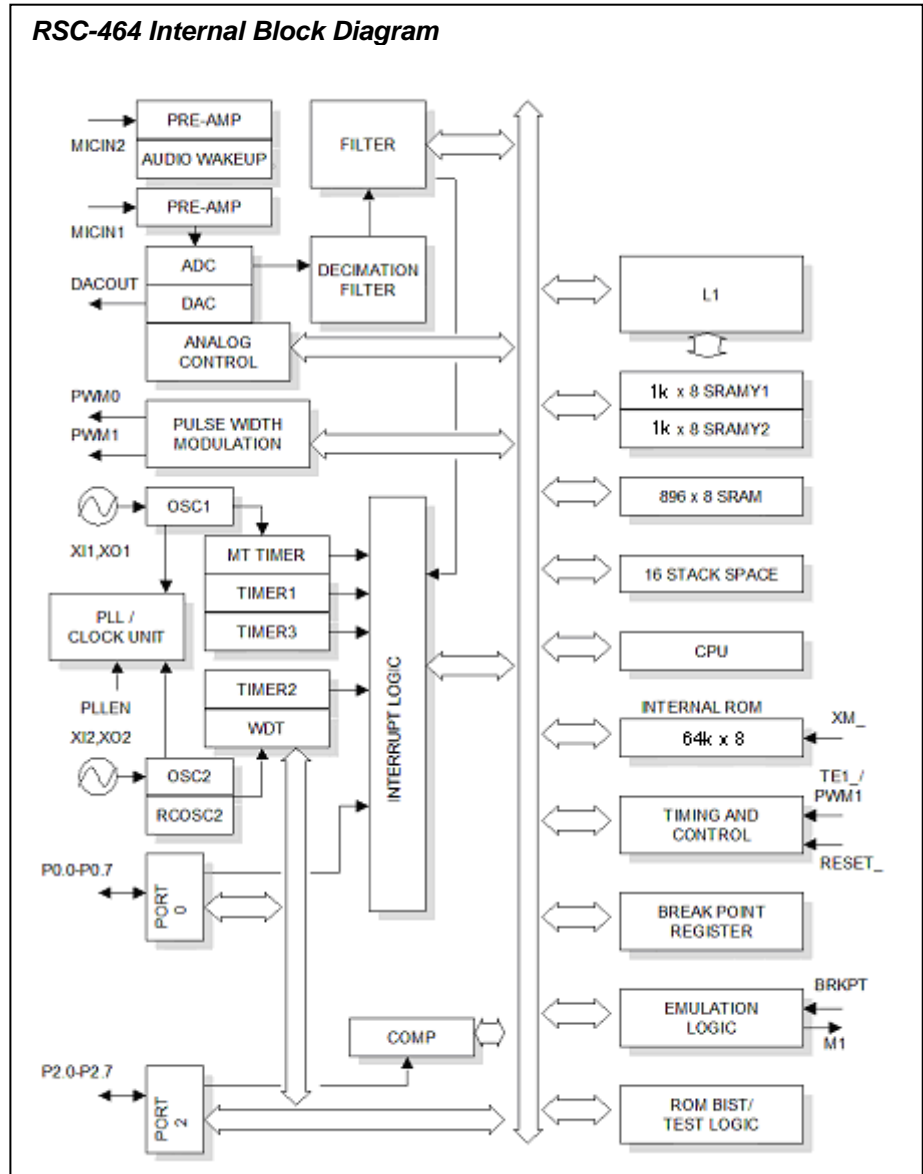 RSC-464 Internal Block Diagram
MICIN2
PRE-AMP
AUDIO WAKEUP
FILTER
MICIN1
PRE-AMP
DACOUT
ADC
DAC
ANALOG
CONTROL
DECIMATION
FILTER
L1
PWM0
PWM1
PULSE WIDTH
MODULATION
1k x 8 SRAMY1
1k x 8 SRAMY2
896 x 8 SRAM
XI1,XO1
OSC1
MT TIMER
TIMER1
TIMER3
PLL /
CLOCK UNIT
PLLEN
TIMER2
WDT
XI2,XO2
OSC2
RCOSC2
INTERRUPT LOGIC
16 STACK SPACE
CPU
INTERNAL ROM
64k x 8
XM_
TE1_/
PWM1
TIMING AND
CONTROL
RESET_
P0.0-P0.7
PORT
0
BREAK POINT
REGISTER
BRKPT
EMULATION
LOGIC
M1
COMP
P2.0-P2.7
PORT
2
ROM BIST/
TEST LOGIC